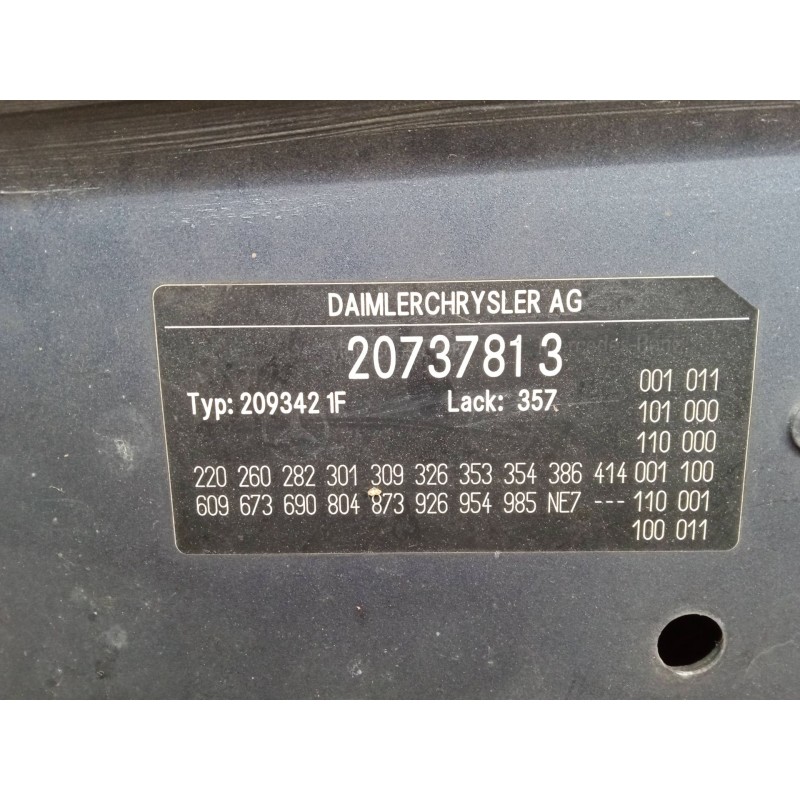 DAIMLERCHRYSLER AG
20737813
Typ: 209342 1F Lack: 357
001 011
101 000
110 000
220 260 282 301 309 326 353 354 386 414 001 100
609 673 690 804 873 926 954 985 NE7 --- 110 001
100 011